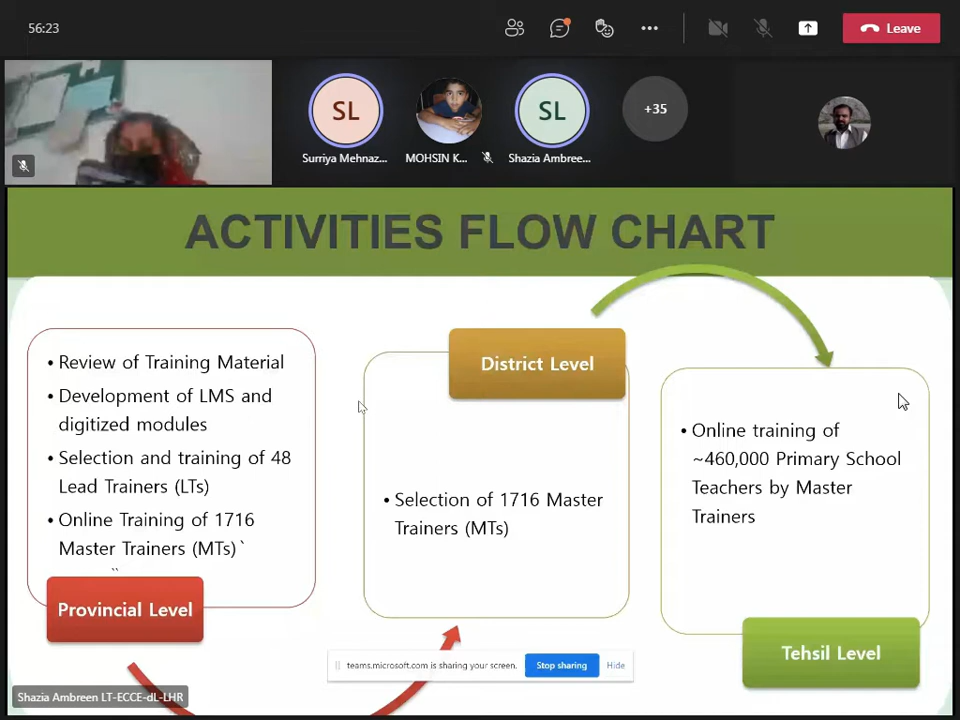 56:23
Leave
SL
SL
+35
Surriya Mehnaz...
MOHSIN K...
Shazia Ambree...
ACTIVITIES FLOW CHART
• Review of Training Material
• Development of LMS and
digitized modules
• Selection and training of 48
Lead Trainers (LTs)
• Online Training of 1716
Master Trainers (MTs)`
``
Provincial Level
District Level
• Selection of 1716 Master
Trainers (MTs)
• Online training of
~460,000 Primary School
Teachers by Master
Trainers
Tehsil Level
teams.microsoft.com is sharing your screen.
Stop sharing
Hide
Shazia Ambreen LT-ECCE-dL-LHR